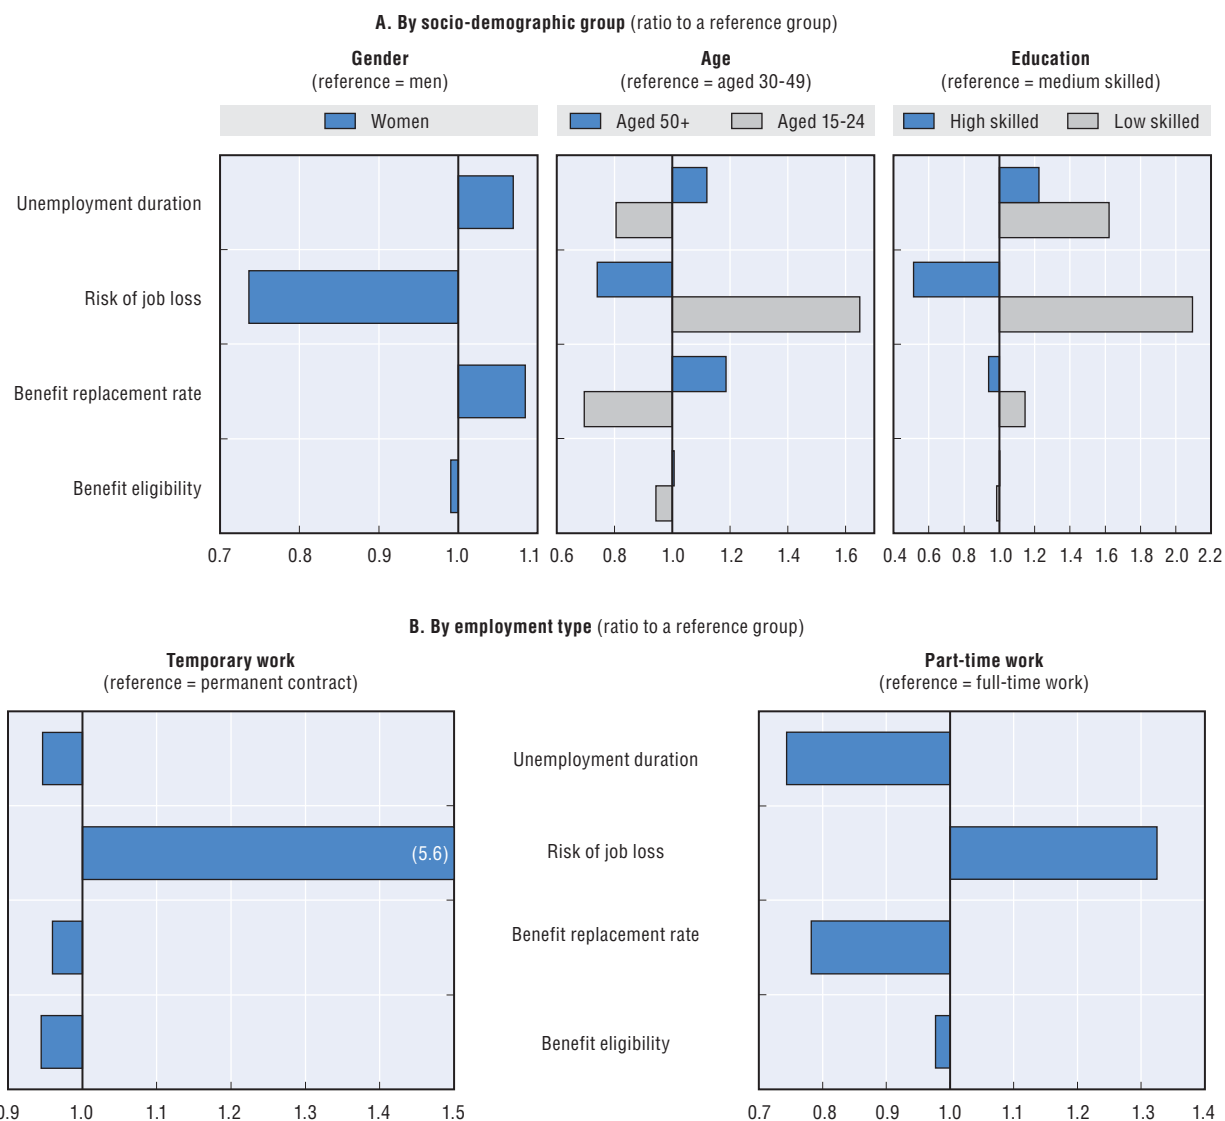 A. By socio-demographic group (ratio to a reference group)
Gender
(reference = men)
Age
(reference = aged 30-49)
Education
(reference = medium skilled)
Women
Aged 50+ Aged 15-24
High skilled Low skilled
Unemployment duration
Risk of job loss
Benefit replacement rate
Benefit eligibility
0.7 0.8 0.9 1.0 1.1
0.6 0.8 1.0 1.2 1.4 1.6
0.4 0.6 0.8 1.0 1.2 1.4 1.6 1.8 2.0 2.2
B. By employment type (ratio to a reference group)
Temporary work
(reference = permanent contract)
Part-time work
(reference = full-time work)
Unemployment duration
(5.6)
Risk of job loss
Benefit replacement rate
Benefit eligibility
0.9 1.0 1.1 1.2 1.3 1.4 1.5
0.7 0.8 0.9 1.0 1.1 1.2 1.3 1.4